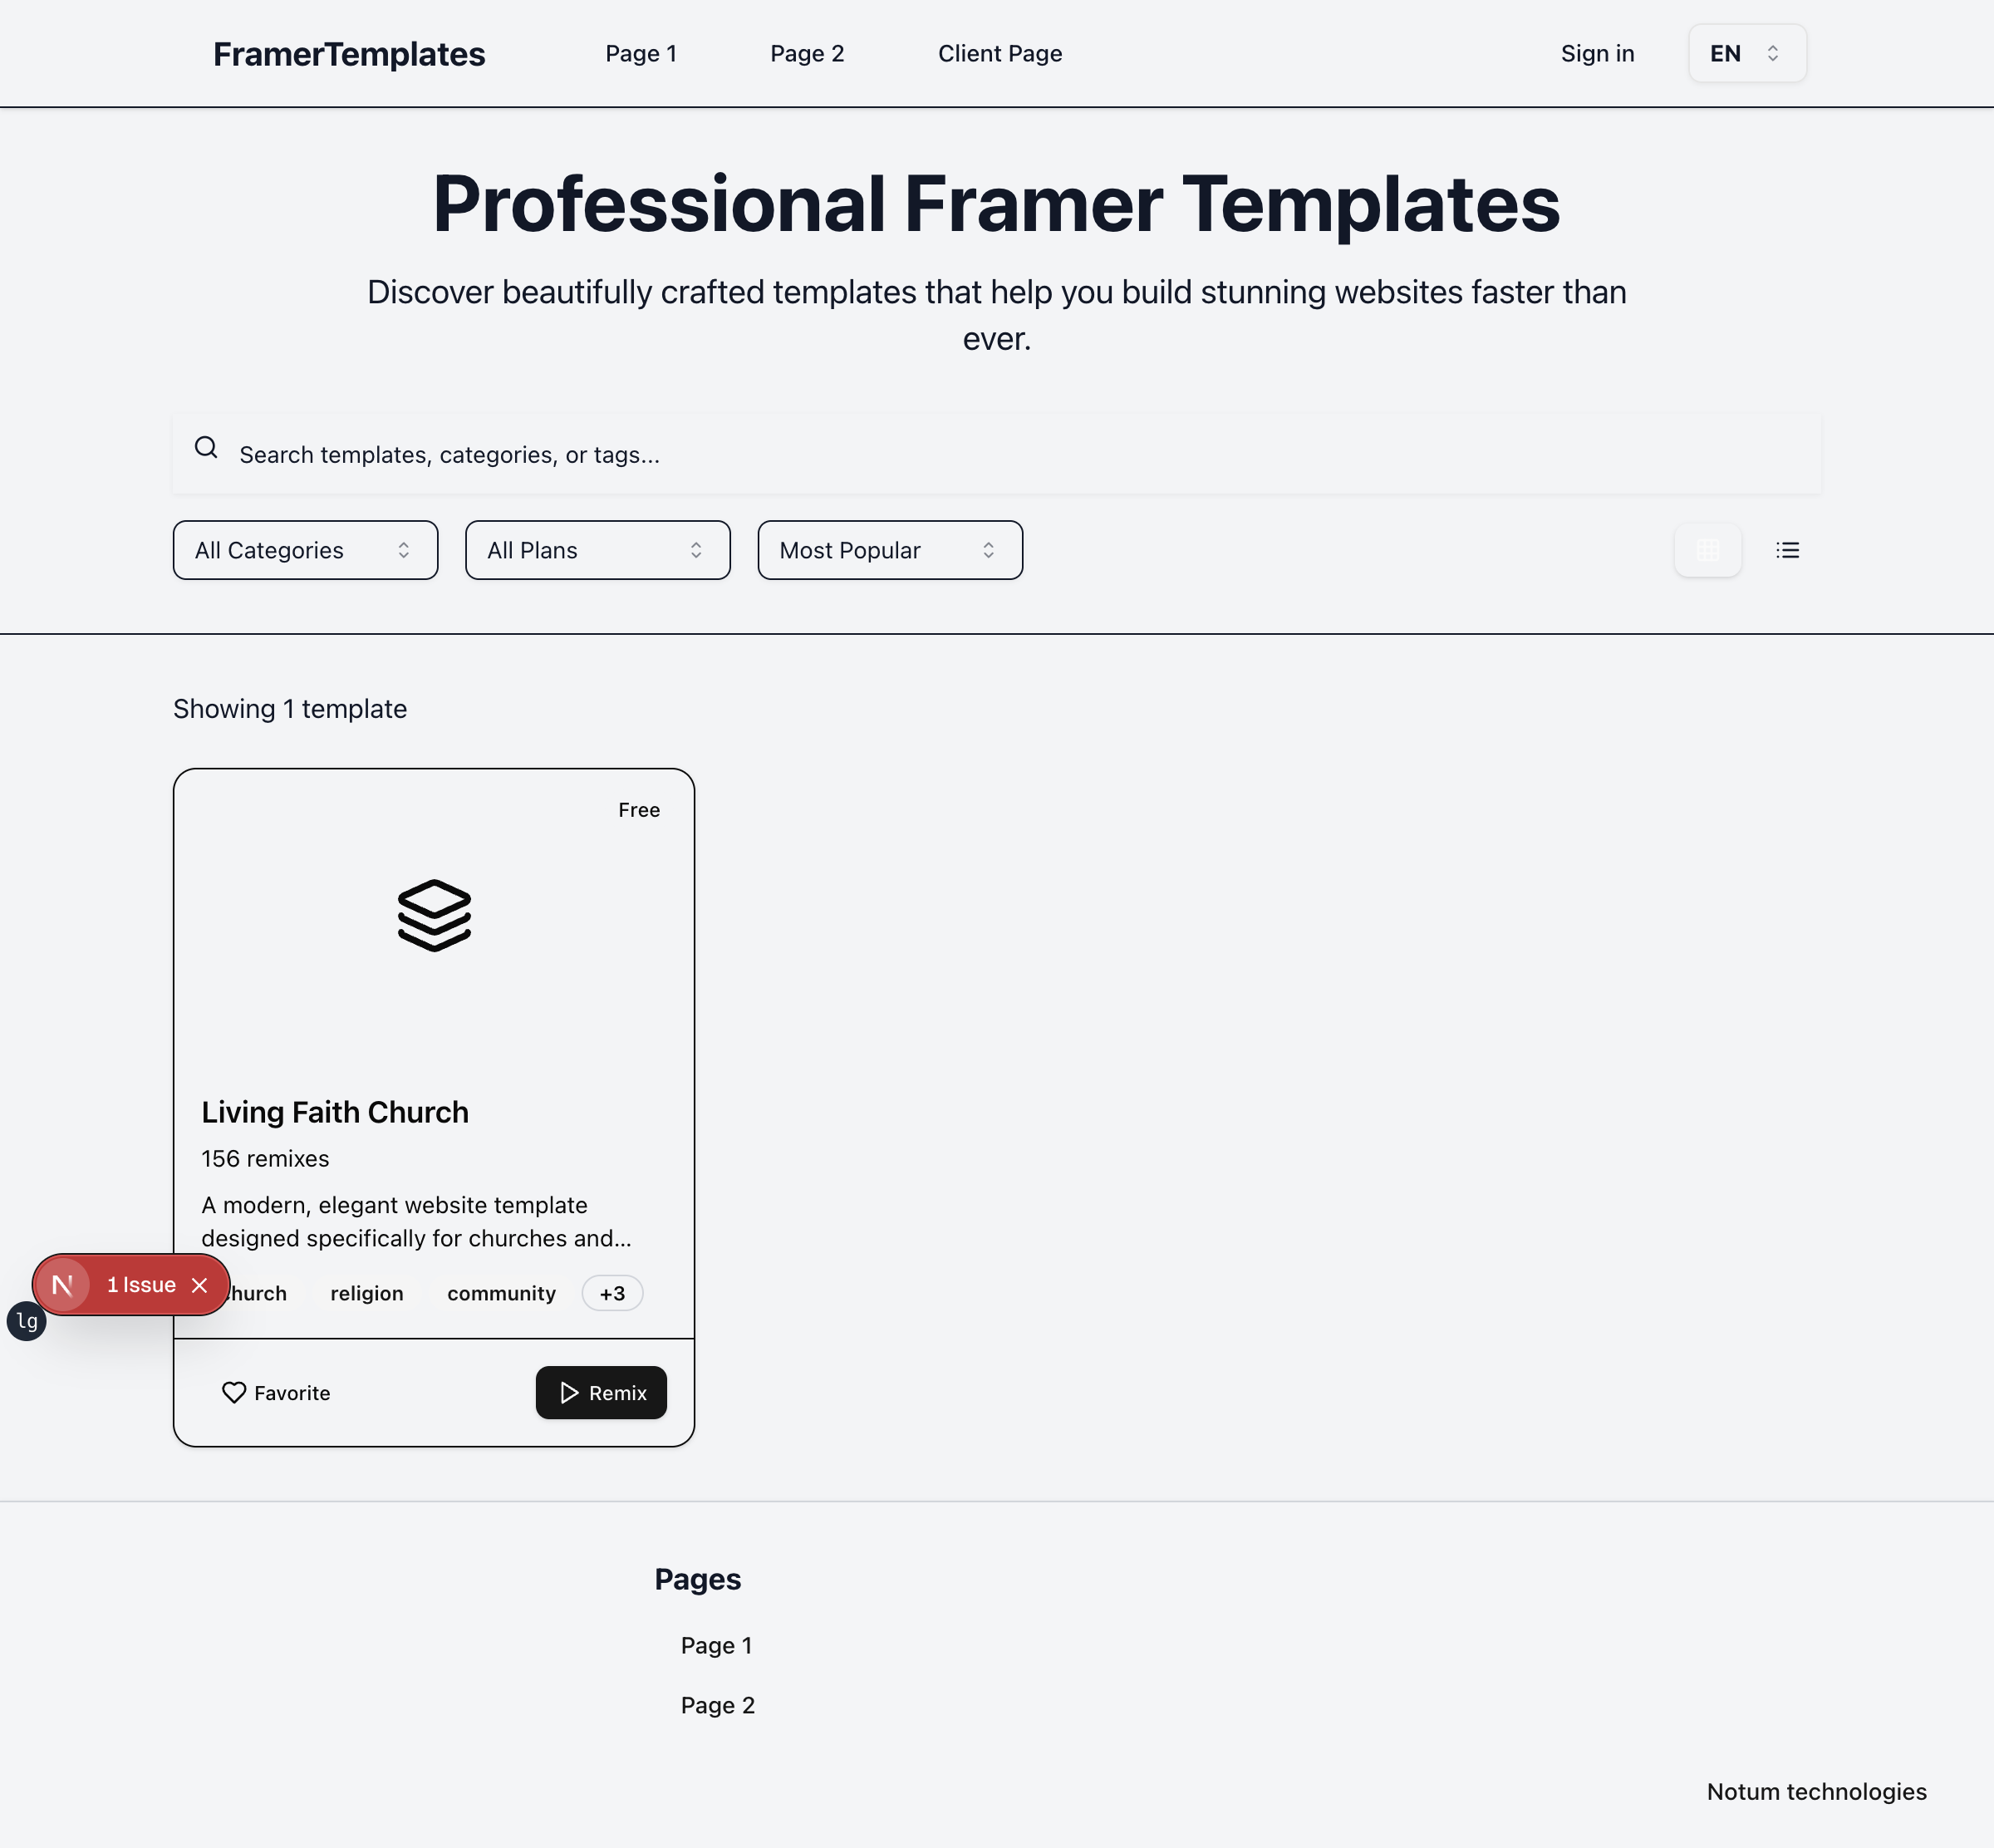 FramerTemplates
Page 1
Page 2
Client Page
Sign in
EN
Professional Framer Templates
Discover beautifully crafted templates that help you build stunning websites faster than
ever.
Search templates, categories, or tags...
All Categories
All Plans
Most Popular
Showing 1 template
Free
Living Faith Church
156 remixes
A modern, elegant website template
designed specifically for churches and...
N 1 Issue
hurch
religion
community
+3
lg
Favorite
Remix
Pages
Page 1
Page 2
Notum technologies